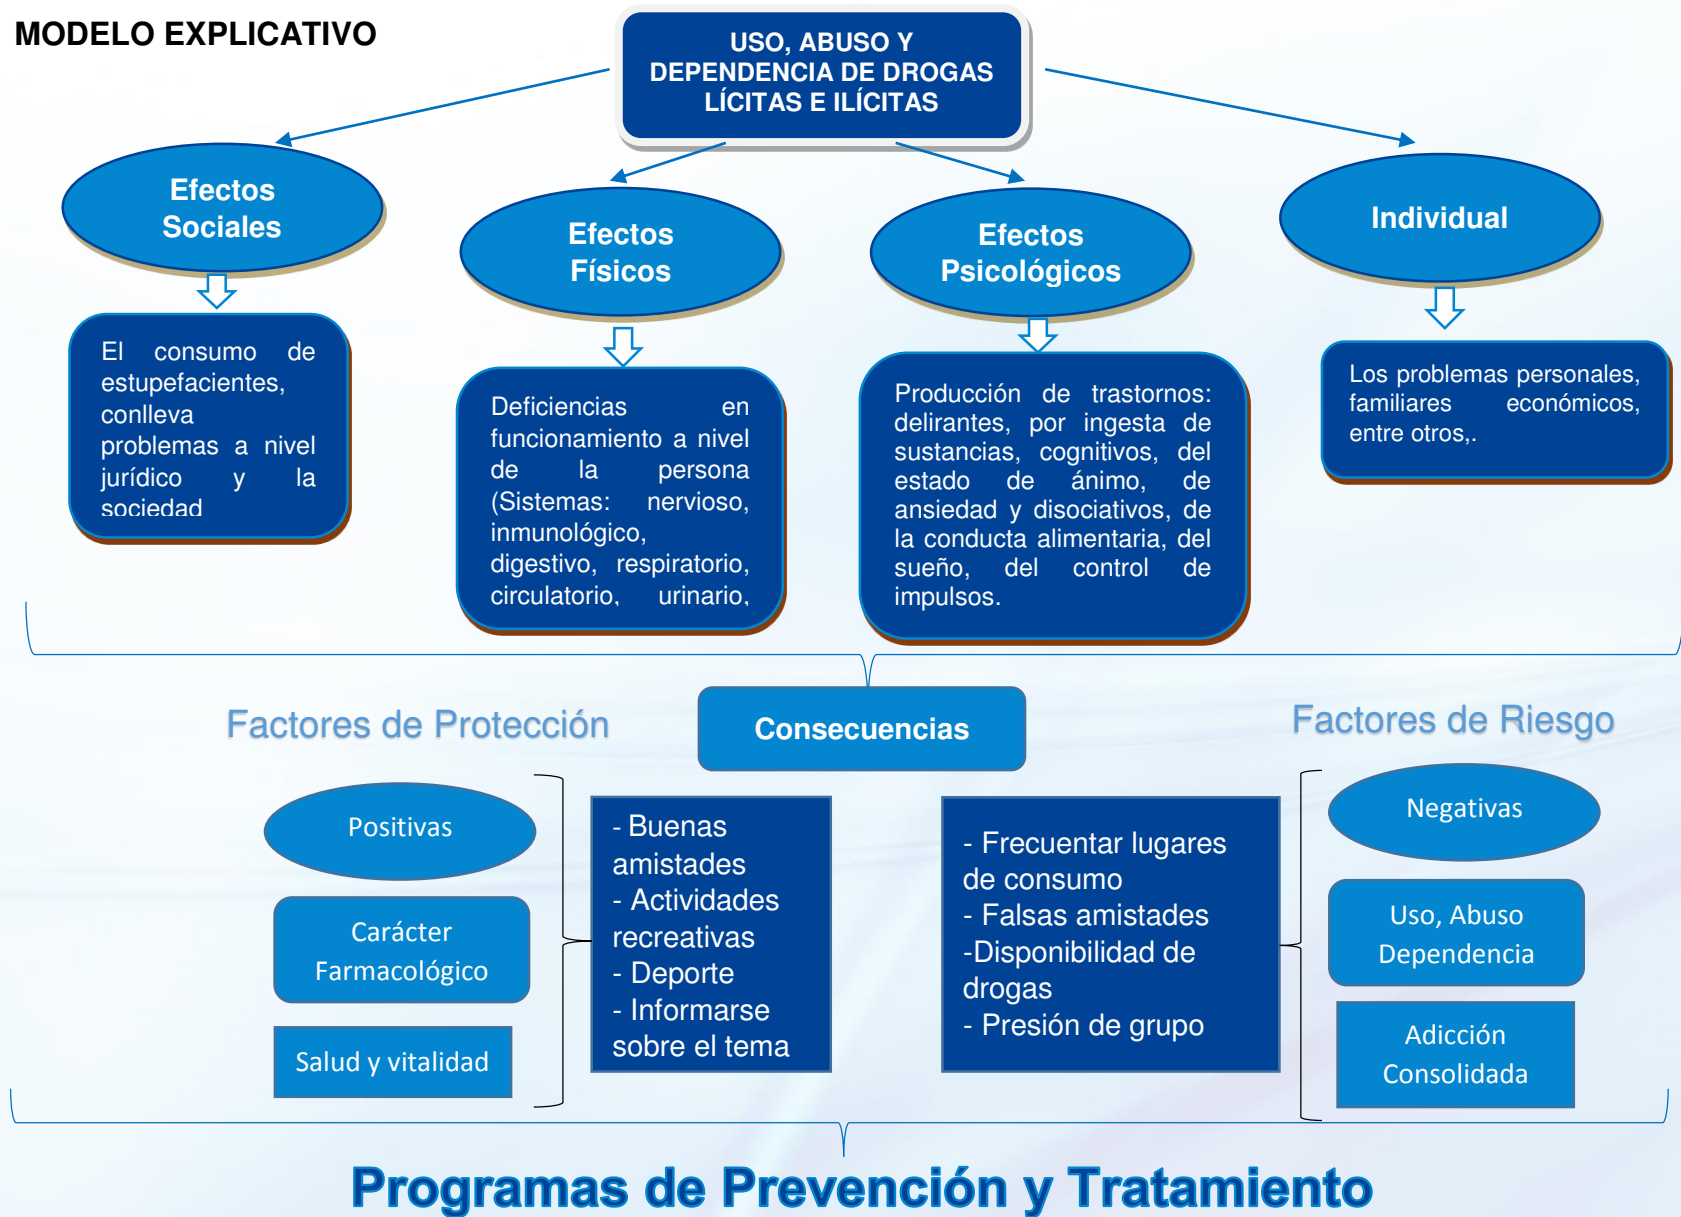 MODELO EXPLICATIVO
USO, ABUSO Y
DEPENDENCIA DE DROGAS
LÍCITAS E ILÍCITAS
Efectos
Sociales
Efectos
Físicos
Efectos
Psicológicos
Individual
El consumo de
estupefacientes,
conlleva
problemas a nivel
jurídico y la
sociedad
Deficiencias en
funcionamiento a nivel
de la persona
(Sistemas: nervioso,
inmunológico,
digestivo, respiratorio,
circulatorio, urinario,
Producción de trastornos:
delirantes, por ingesta de
sustancias, cognitivos, del
estado de ánimo, de
ansiedad y disociativos, de
la conducta alimentaria, del
sueño, del control de
impulsos.
Los problemas personales,
familiares económicos,
entre otros,.
Factores de Protección
Consecuencias
Factores de Riesgo
Positivas
Carácter
Farmacológico
Salud y vitalidad
- Buenas
amistades
- Actividades
recreativas
- Deporte
- Informarse
sobre el tema
- Frecuentar lugares
de consumo
- Falsas amistades
-Disponibilidad de
drogas
- Presión de grupo
Negativas
Uso, Abuso
Dependencia
Adicción
Consolidada
Programas de Prevención y Tratamiento